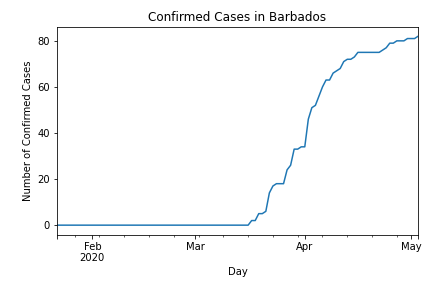 Confirmed Cases in Barbados
Number of Confirmed Cases
80
60
40
20
0
Feb Mar Apr May
2020
Day